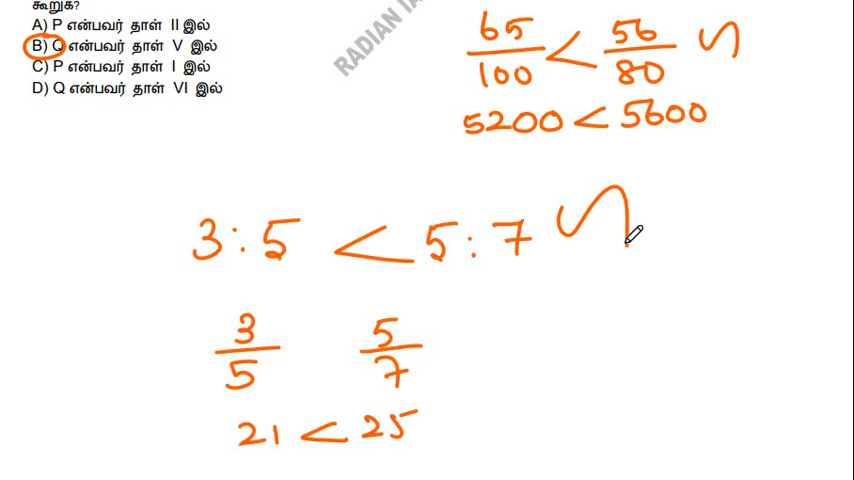 கூறுக?
A) P என்பவர் தாள் II இல்
B) Q என்பவர் தாள் V இல்
C) P என்பவர் தாள் I இல்
D) Q என்பவர் தாள் VI இல்
RADIAN IA
65/100 < 56/80
5200 < 5600
3:5 < 5:7
3/5 5/7
21 < 25